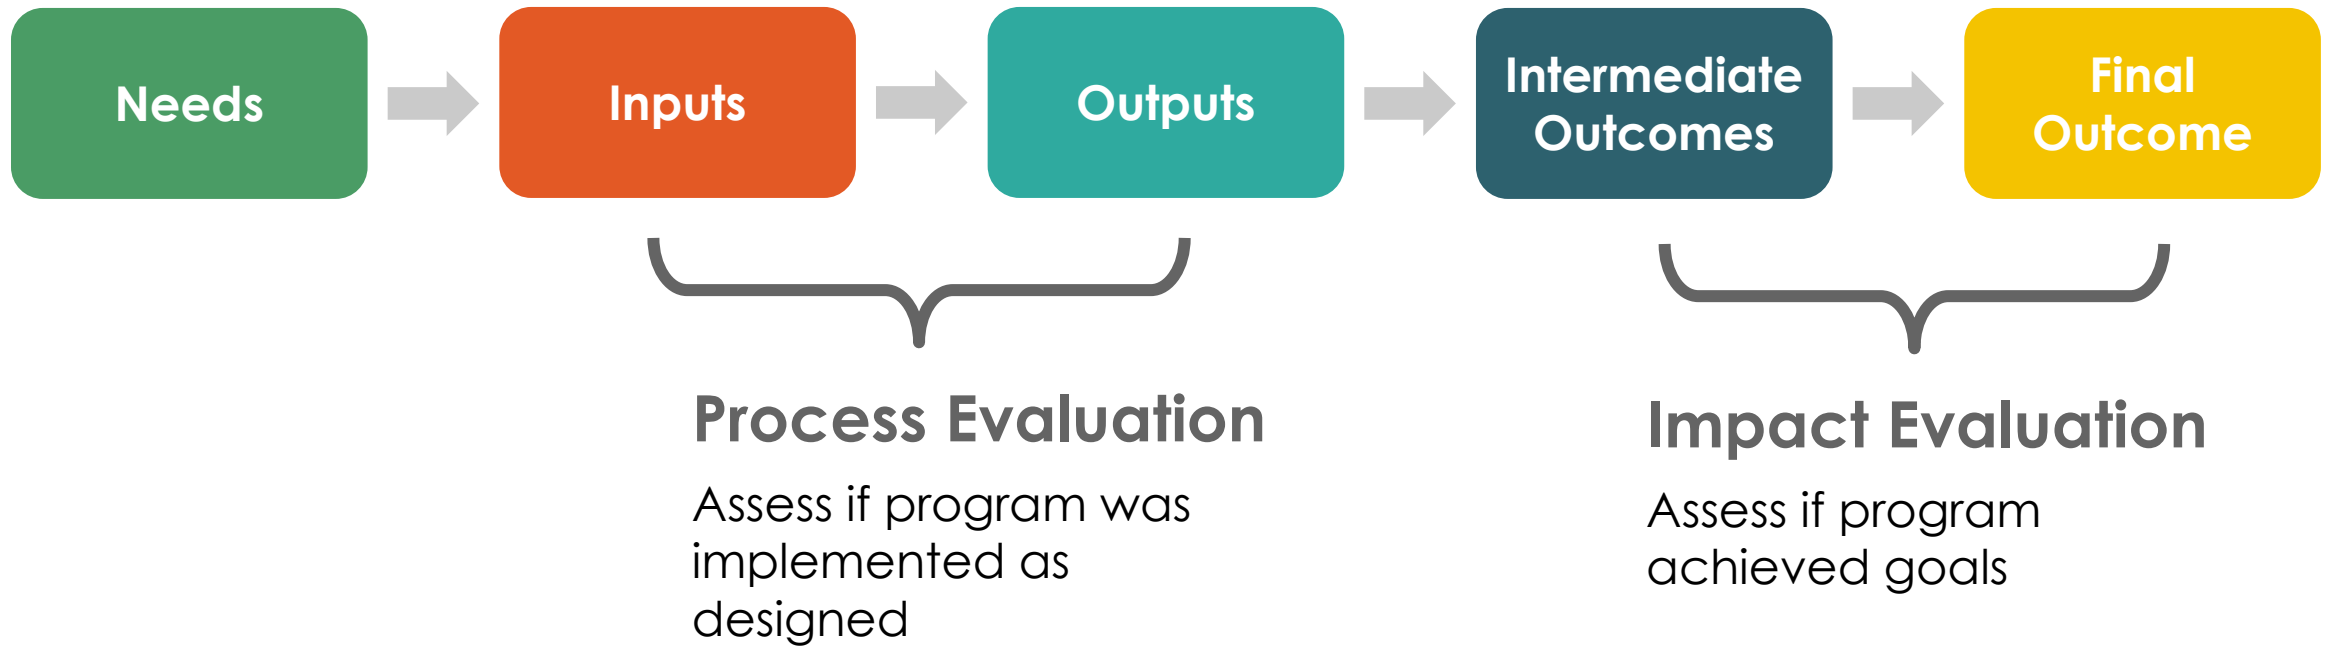 Needs
Inputs
Outputs
Intermediate
Outcomes
Final
Outcome
Process Evaluation
Assess if program was
implemented as
designed
Impact Evaluation
Assess if program
achieved goals